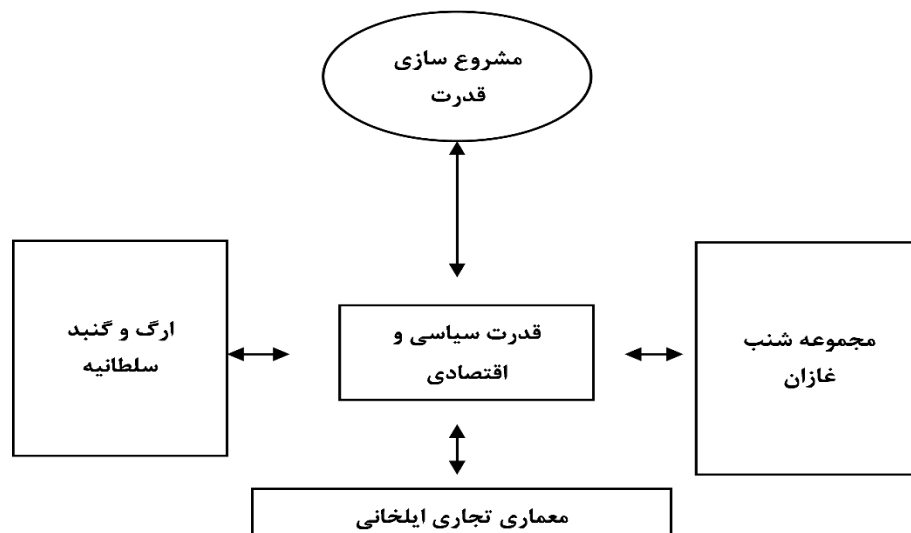 مشروع سازی
قدرت
مجموعه شنب
غازان
قدرت سیاسی و
اقتصادی
ارگ و گنبد
سلطانیه
معماری تجاری ایلخانی